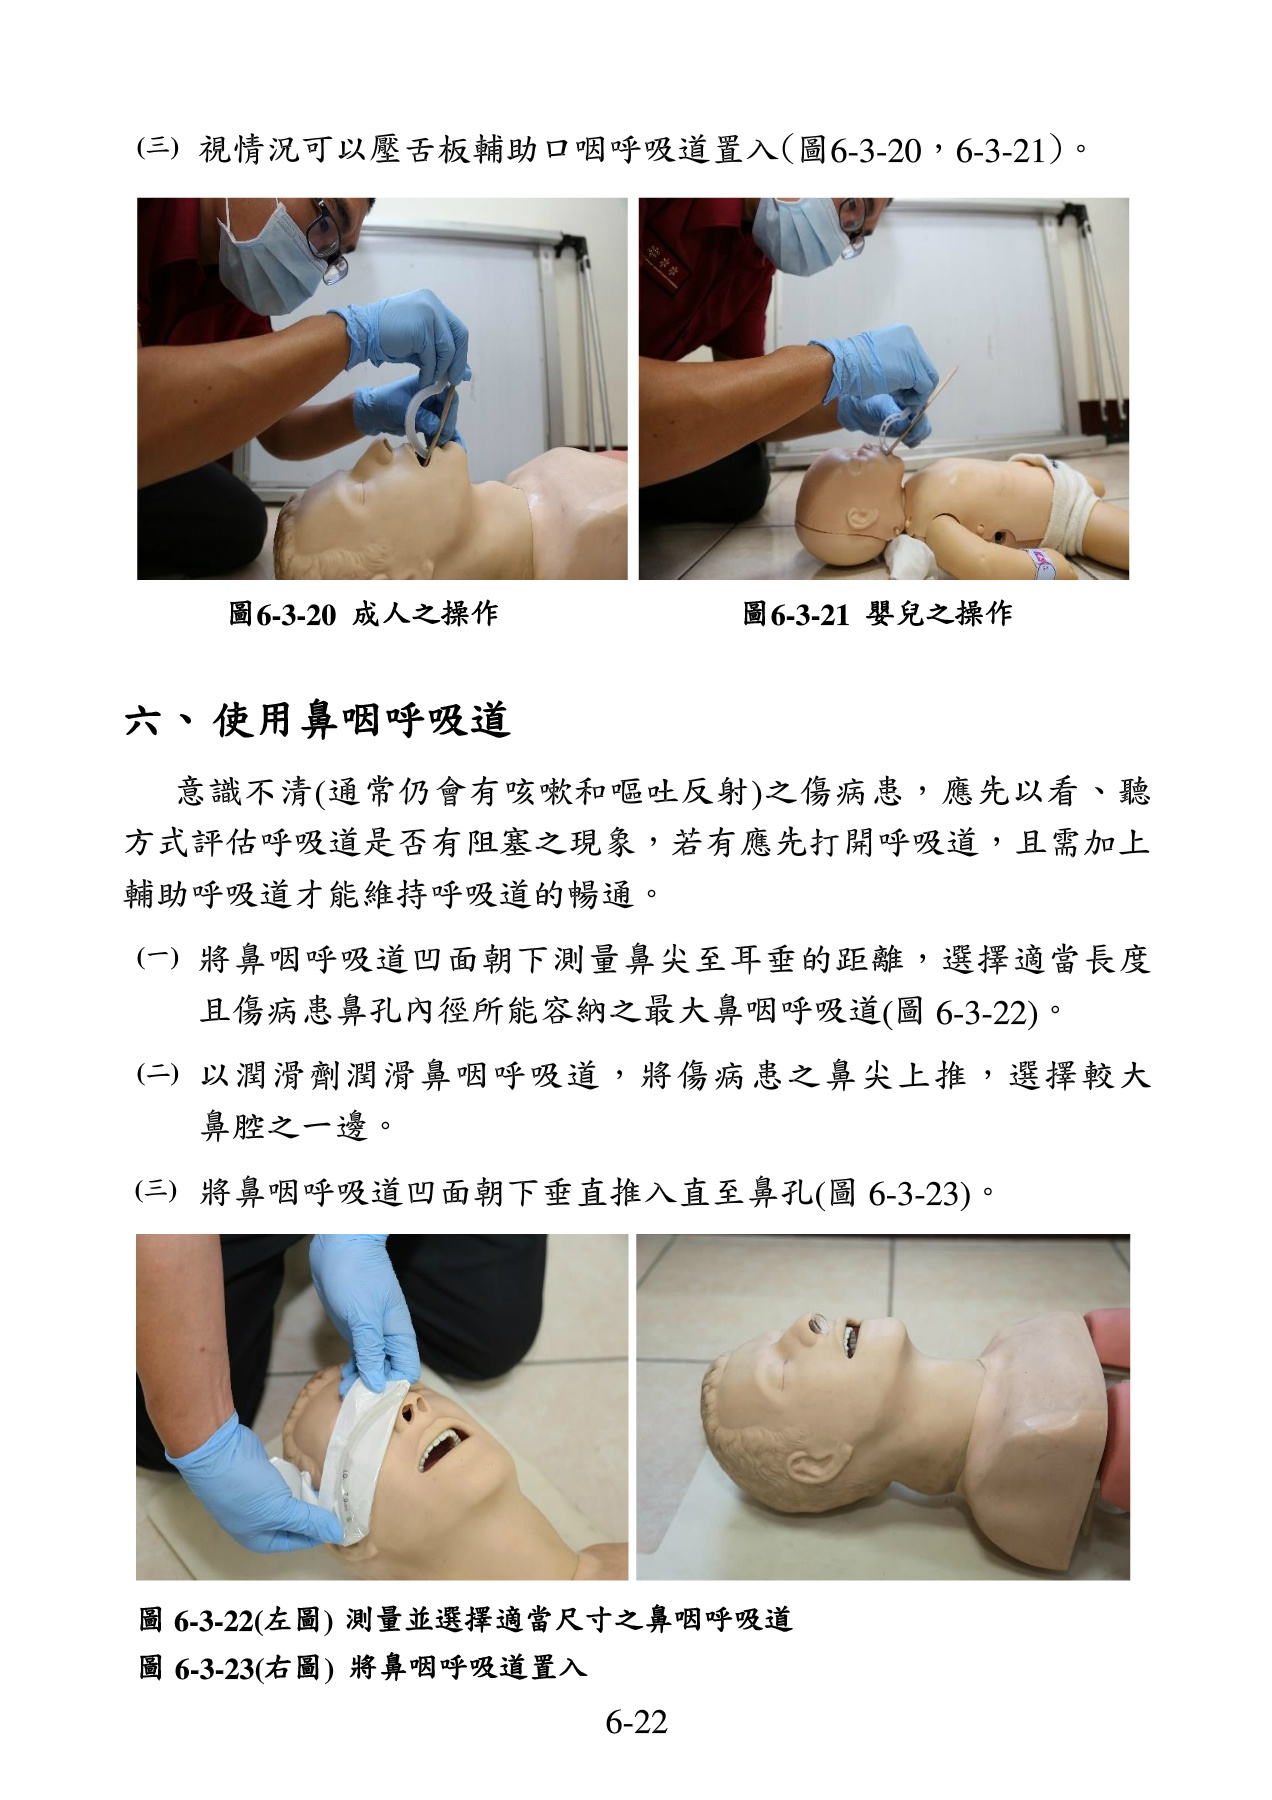 (三) 視情況可以壓舌板輔助口咽呼吸道置入(圖6-3-20，6-3-21)。
圖6-3-20 成人之操作
圖6-3-21 嬰兒之操作
六、使用鼻咽呼吸道
意識不清(通常仍會有咳嗽和嘔吐反射)之傷病患，應先以看、聽
方式評估呼吸道是否有阻塞之現象，若有應先打開呼吸道，且需加上
輔助呼吸道才能維持呼吸道的暢通。
(一) 將鼻咽呼吸道凹面朝下測量鼻尖至耳垂的距離，選擇適當長度
且傷病患鼻孔內徑所能容納之最大鼻咽呼吸道(圖 6-3-22)。
(二) 以潤滑劑潤滑鼻咽呼吸道，將傷病患之鼻尖上推，選擇較大
鼻腔之一邊。
(三) 將鼻咽呼吸道凹面朝下垂直推入直至鼻孔(圖 6-3-23)。
圖 6-3-22(左圖) 測量並選擇適當尺寸之鼻咽呼吸道
圖 6-3-23(右圖) 將鼻咽呼吸道置入
6-22